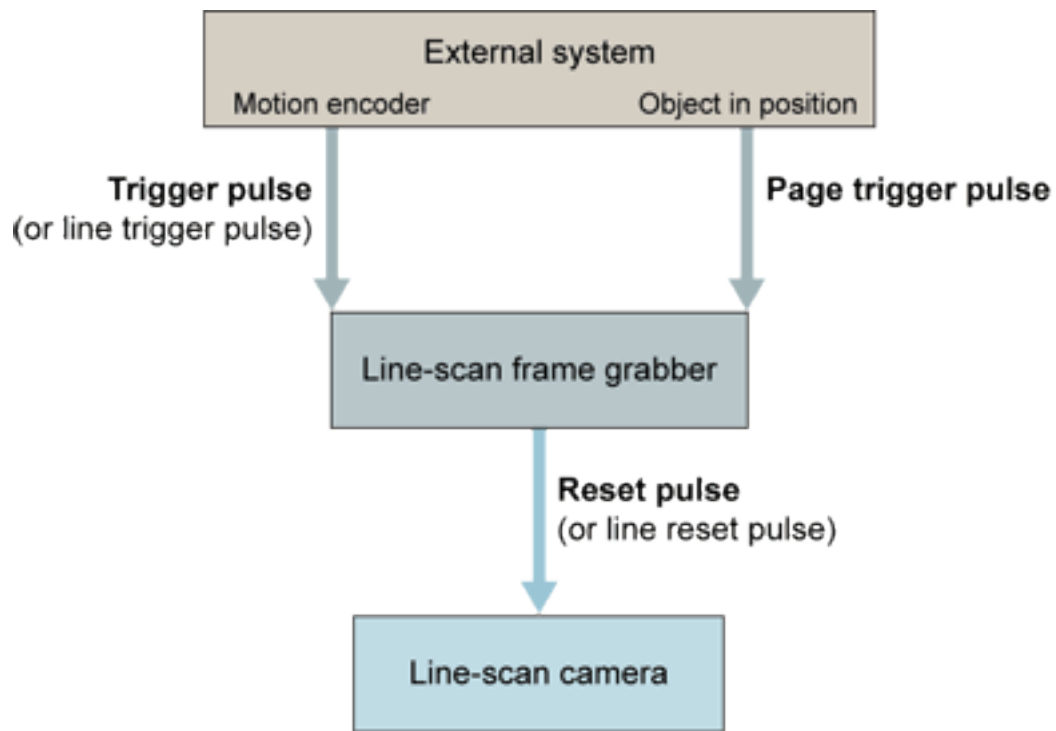 External system
Motion encoder
Object in position
Trigger pulse
(or line trigger pulse)
Page trigger pulse
Line-scan frame grabber
Reset pulse
(or line reset pulse)
Line-scan camera